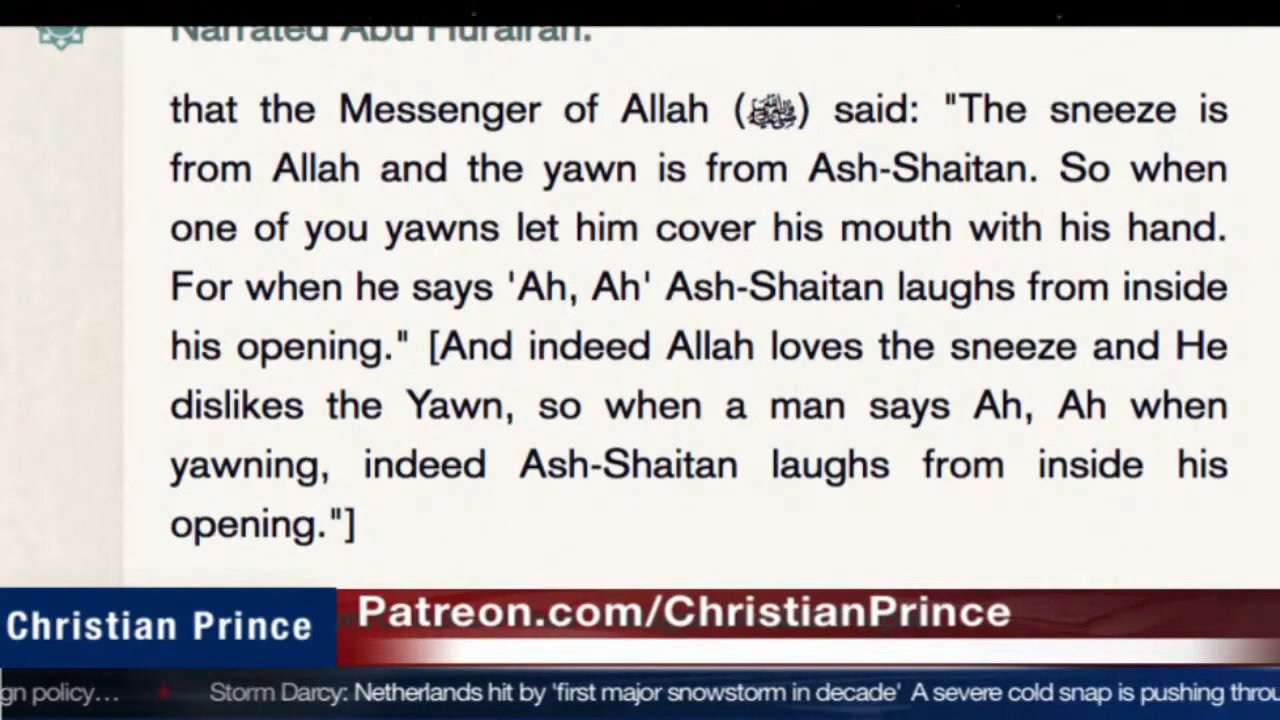 Narrated Abu Hurairah:
that the Messenger of Allah (ﷺ) said: "The sneeze is
from Allah and the yawn is from Ash-Shaitan. So when
one of you yawns let him cover his mouth with his hand.
For when he says 'Ah, Ah' Ash-Shaitan laughs from inside
his opening." [And indeed Allah loves the sneeze and He
dislikes the Yawn, so when a man says Ah, Ah when
yawning, indeed Ash-Shaitan laughs from inside his
opening."]
Christian Prince
Patreon.com/ChristianPrince
gn policy... Storm Darcy: Netherlands hit by 'first major snowstorm in decade' A severe cold snap is pushing throu